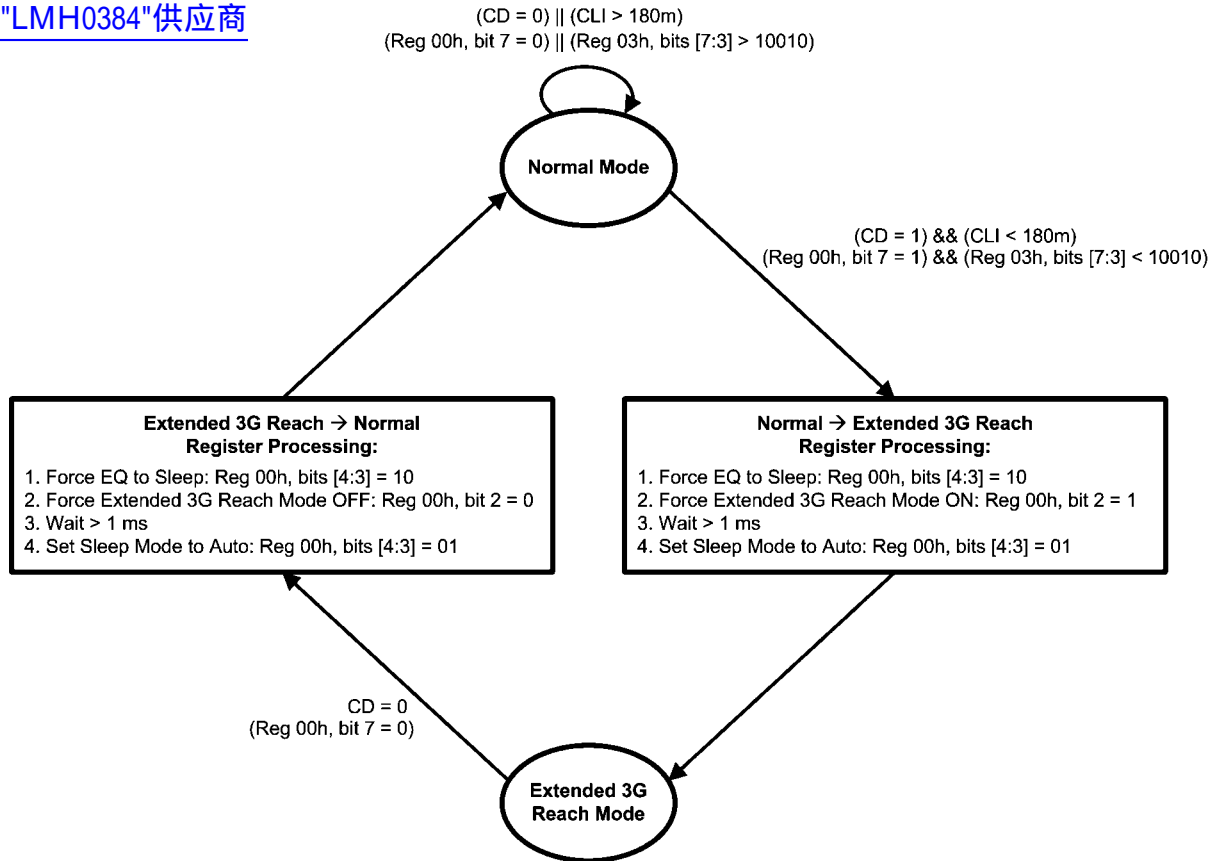 "LMH0384"供应商
(CD = 0) || (CLI > 180m)
(Reg 00h, bit 7 = 0) || (Reg 03h, bits [7:3] > 10010)
Normal Mode
(CD = 1) && (CLI < 180m)
(Reg 00h, bit 7 = 1) && (Reg 03h, bits [7:3] < 10010)
Extended 3G Reach → Normal
Register Processing:
1. Force EQ to Sleep: Reg 00h, bits [4:3] = 10
2. Force Extended 3G Reach Mode OFF: Reg 00h, bit 2 = 0
3. Wait > 1 ms
4. Set Sleep Mode to Auto: Reg 00h, bits [4:3] = 01
Normal → Extended 3G Reach
Register Processing:
1. Force EQ to Sleep: Reg 00h, bits [4:3] = 10
2. Force Extended 3G Reach Mode ON: Reg 00h, bit 2 = 1
3. Wait > 1 ms
4. Set Sleep Mode to Auto: Reg 00h, bits [4:3] = 01
CD = 0
(Reg 00h, bit 7 = 0)
Extended 3G
Reach Mode